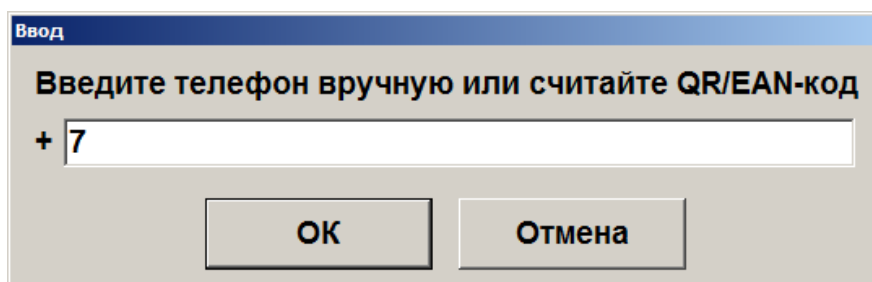 Ввод
Введите телефон вручную или считайте QR/EAN-код
+ 7
ОК Отмена